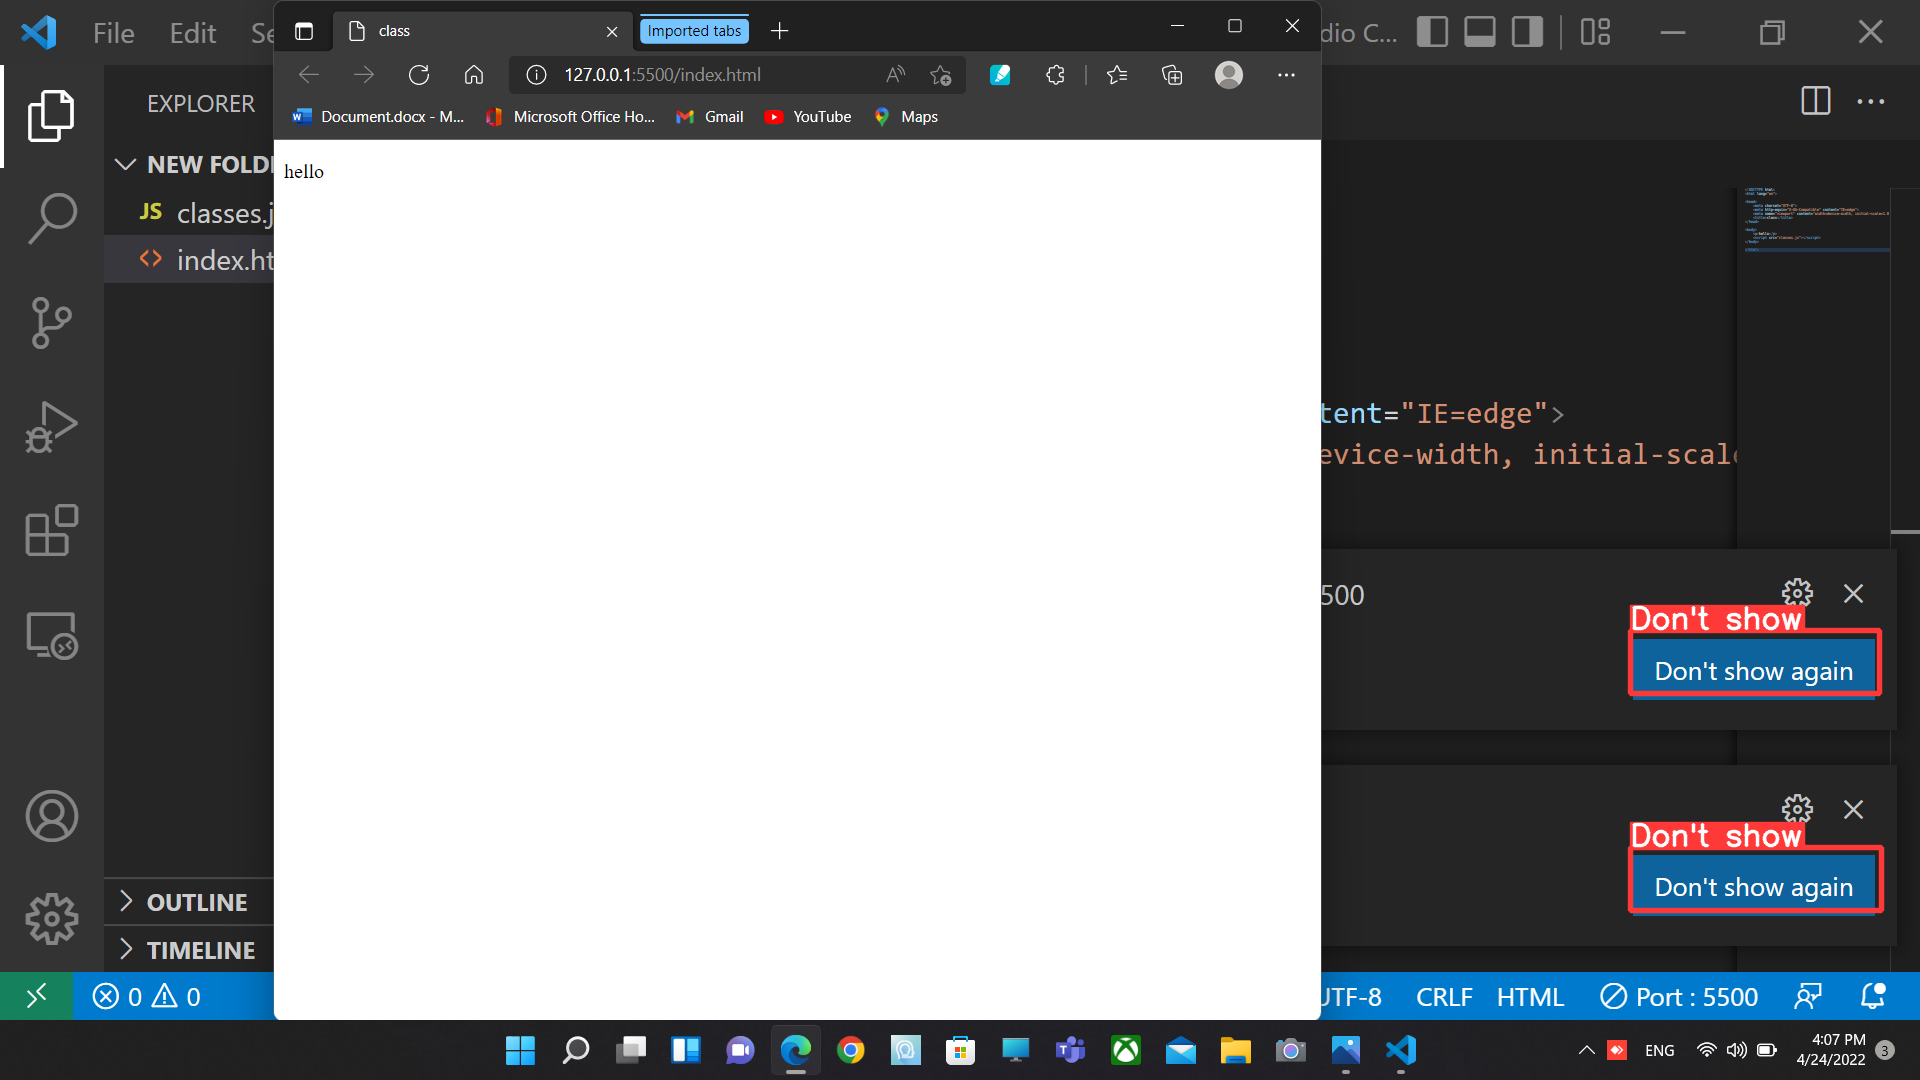 File Edit Se
dio C...
class
Imported tabs
127.0.0.1:5500/index.html
Document.docx - M...
Microsoft Office Ho...
Gmail
YouTube
Maps
hello
EXPLORER
NEW FOLDE
JS classes.j
<> index.ht
OUTLINE
TIMELINE
tent="IE=edge">
evice-width, initial-scale
500
Don't show
Don't show again
Don't show
Don't show again
0 0
UTF-8 CRLF HTML Port : 5500
ENG
4:07 PM
4/24/2022
3